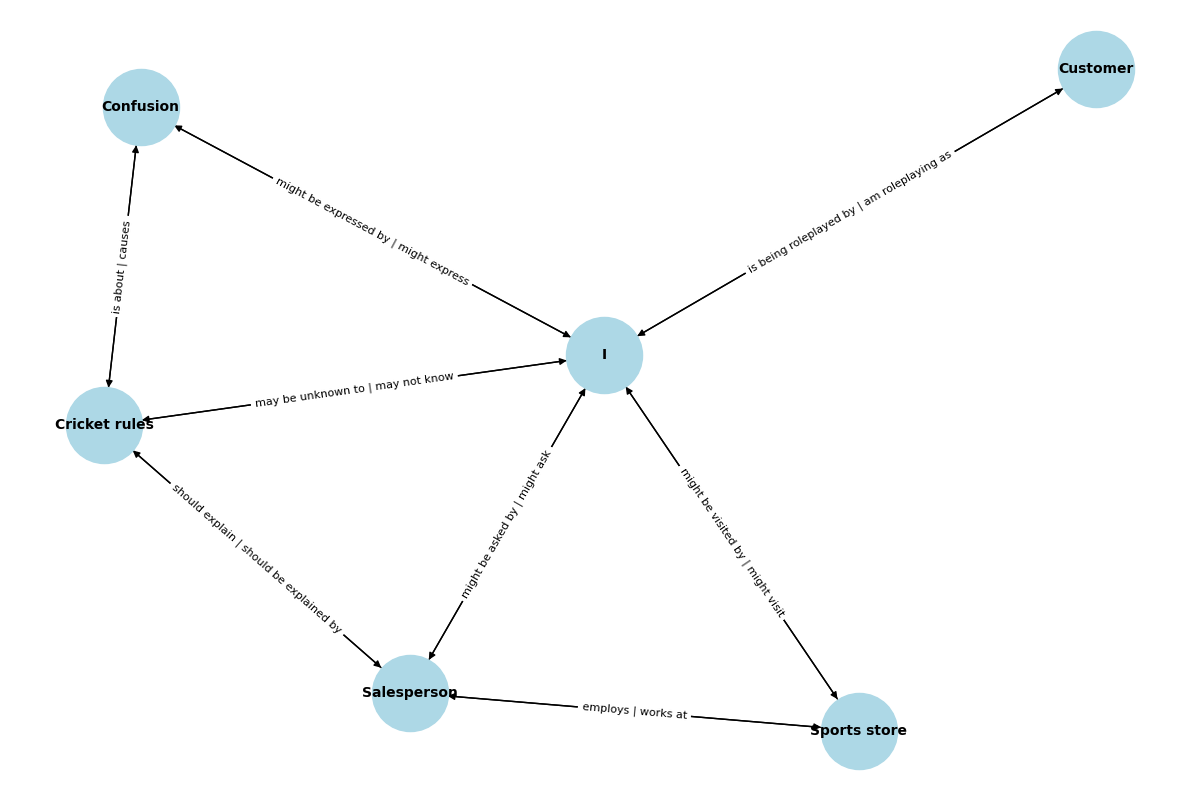 Customer
Confusion
might be expressed by | might express
is being roleplayed by | am roleplaying as
is about | causes
I
may be unknown to | may not know
Cricket rules
should explain | should be explained by
might be asked by | might ask
might be visited by | might visit
Salesperson
employs | works at
Sports store